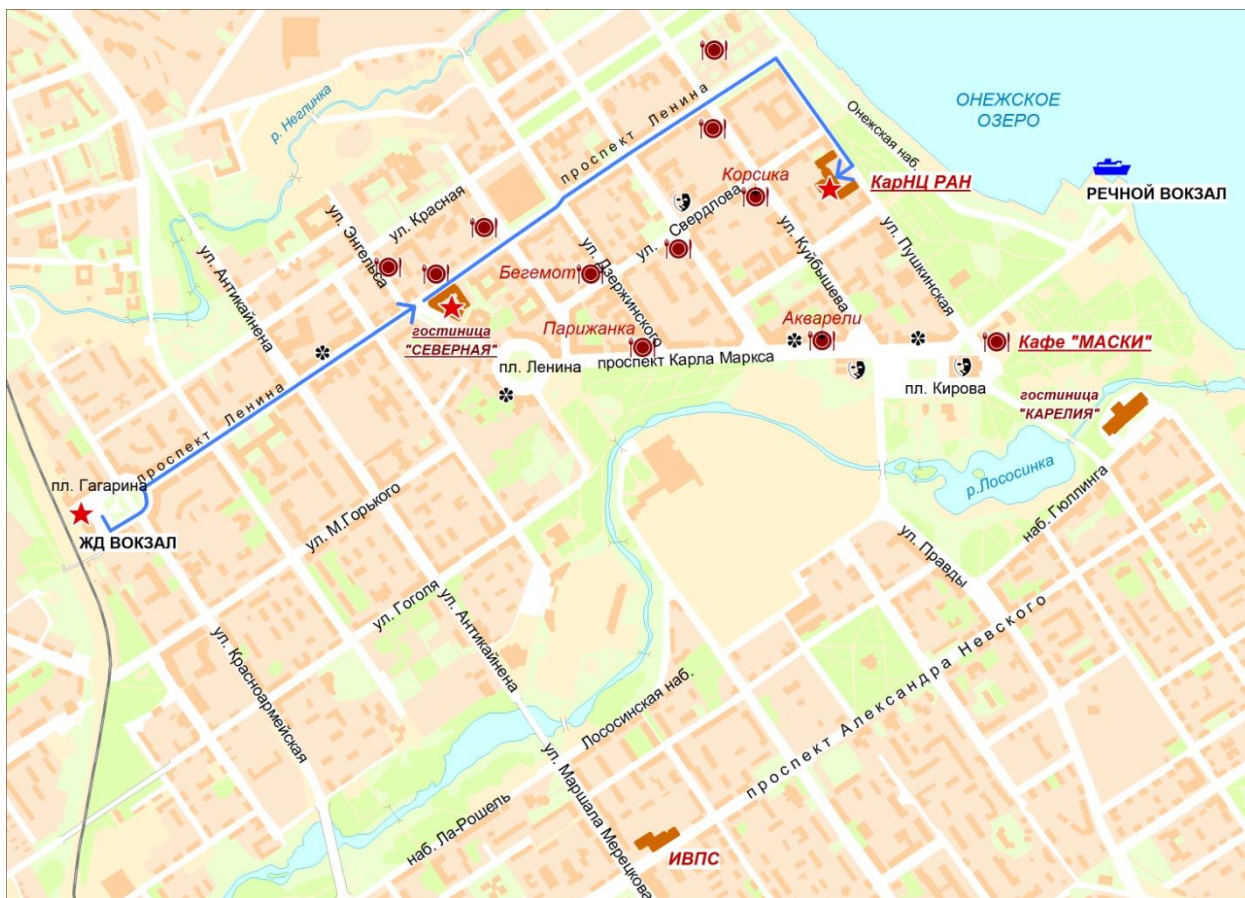 р. Неглинка
проспект Ленина
Онежская наб.
ОНЕЖСКОЕ
ОЗЕРО
Корсика
КарНЦ РАН
РЕЧНОЙ ВОКЗАЛ
ул. Красная
ул. Энгельса
ул. Антикайнена
ул. Свердлова
ул. Дзержинского
ул. Куйбышева
ул. Пушкинская
Бегемот
гостиница
"СЕВЕРНАЯ"
Парижанка
Акварели
Кафе "МАСКИ"
пл. Ленина
проспект Карла Маркса
пл. Кирова
гостиница
"КАРЕЛИЯ"
проспект Ленина
пл. Гагарина
ЖД ВОКЗАЛ
р.Лососинка
наб. Гюллинга
ул. М.Горького
ул. Правды
ул. Гоголя
ул. Антикайнена
ул. Красноармейская
проспект Александра Невского
Лососинская наб.
ул. Маршала Мерецкова
наб. Ла-Рошель
ИВПС